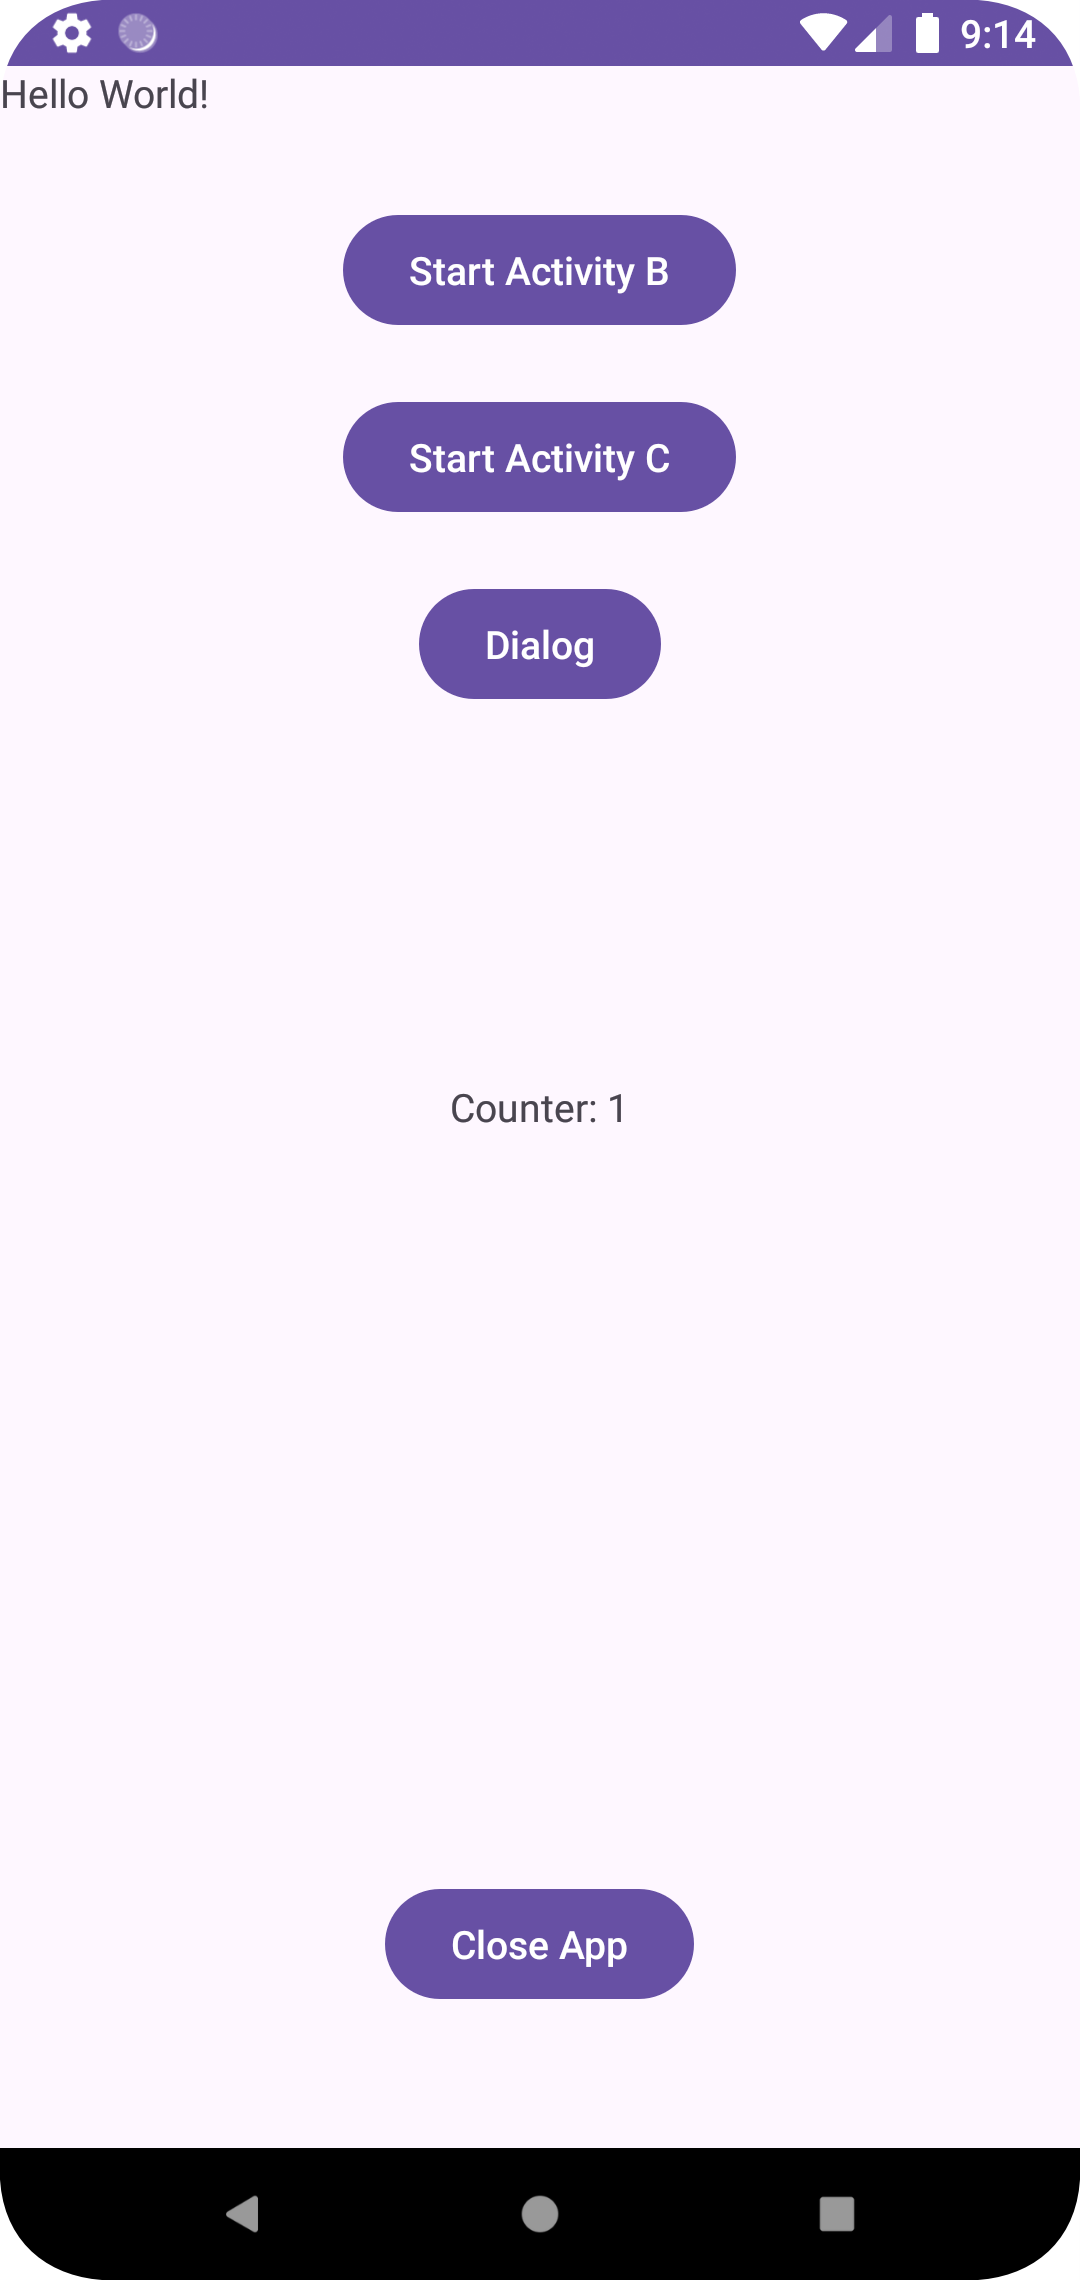 9:14
Hello World!
Start Activity B
Start Activity C
Dialog
Counter: 1
Close App